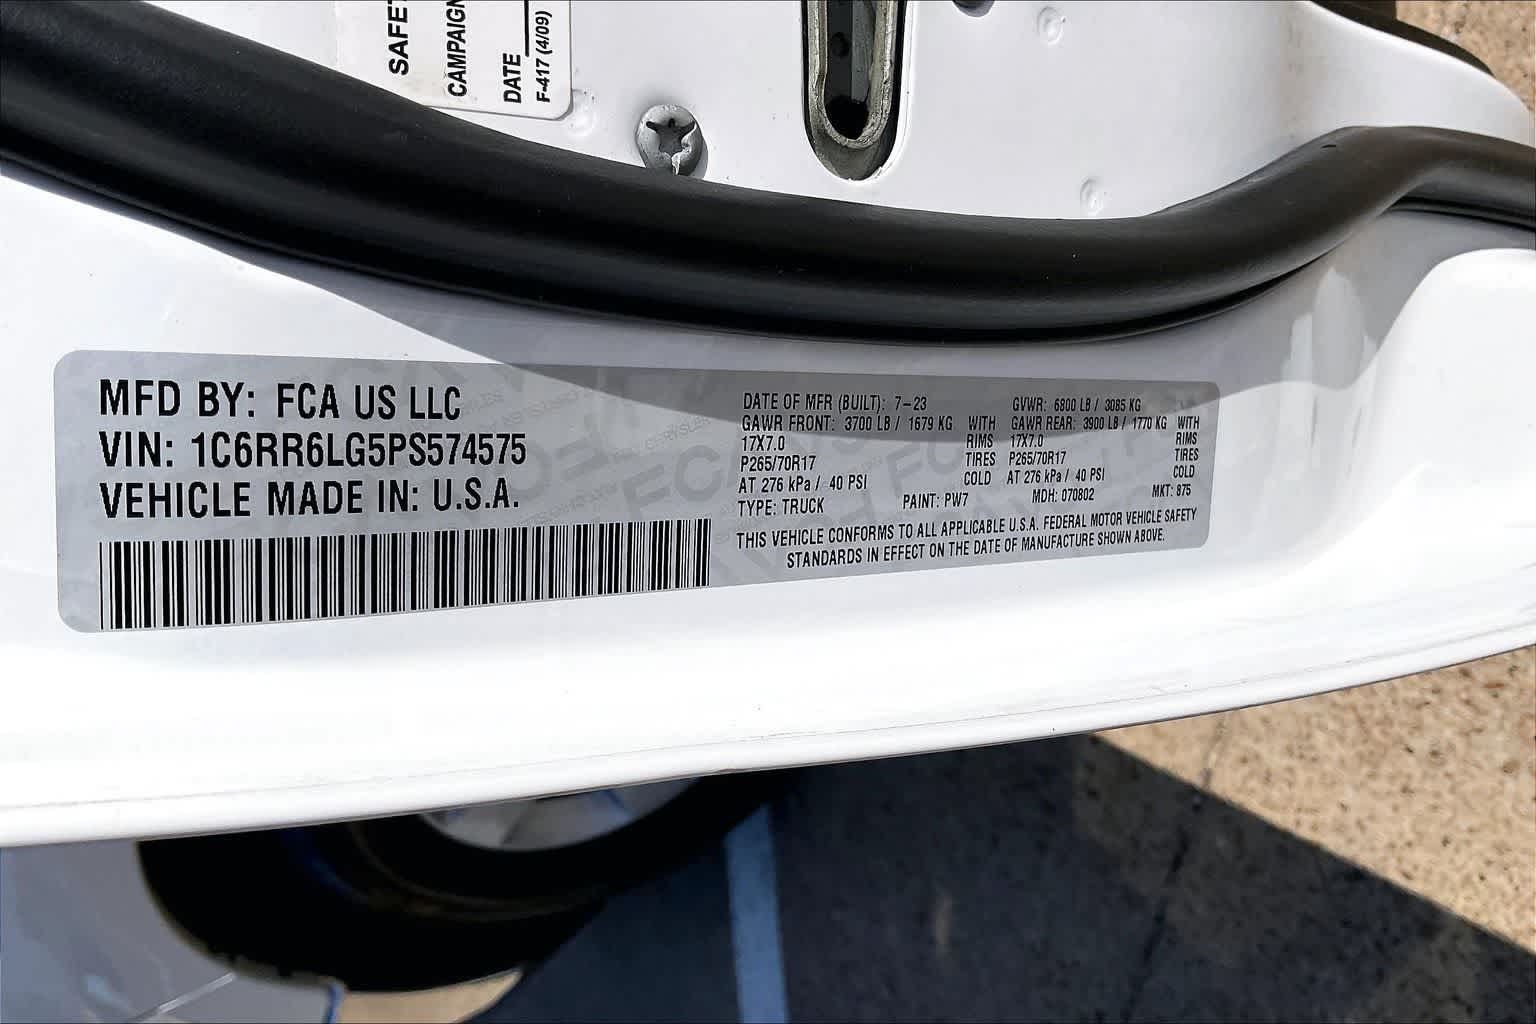 SAFET
CAMPAIGN
DATE
F-417 (4/09)
MFD BY: FCA US LLC
VIN: 1C6RR6LG5PS574575
VEHICLE MADE IN: U.S.A.
DATE OF MFR (BUILT): 7-23 GVWR: 6800 LB / 3085 KG
GAWR FRONT: 3700 LB / 1679 KG WITH GAWR REAR: 3900 LB / 1770 KG WITH
17X7.0 RIMS 17X7.0 RIMS
P265/70R17 TIRES P265/70R17 TIRES
AT 276 kPa / 40 PSI COLD AT 276 kPa / 40 PSI COLD
TYPE: TRUCK PAINT: PW7 MDH: 070802 MKT: 875
THIS VEHICLE CONFORMS TO ALL APPLICABLE U.S.A. FEDERAL MOTOR VEHICLE SAFETY
STANDARDS IN EFFECT ON THE DATE OF MANUFACTURE SHOWN ABOVE.